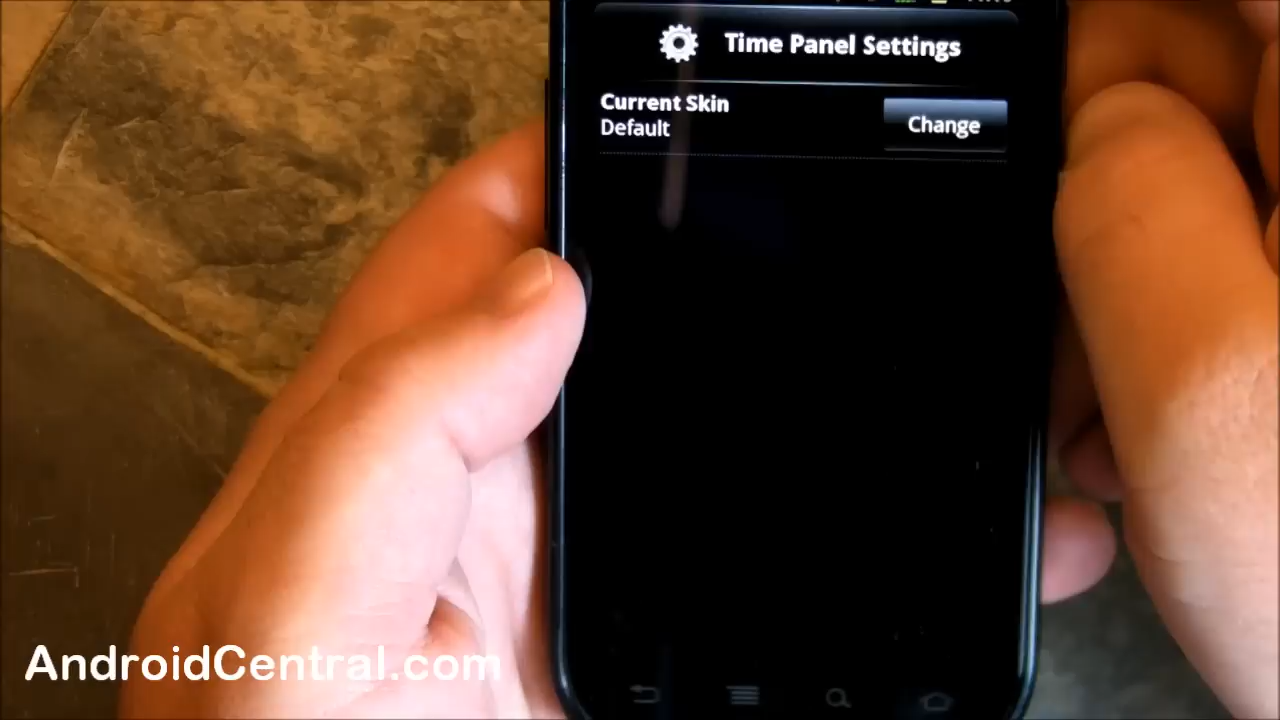 Time Panel Settings
Current Skin
Default
Change
AndroidCentral.com